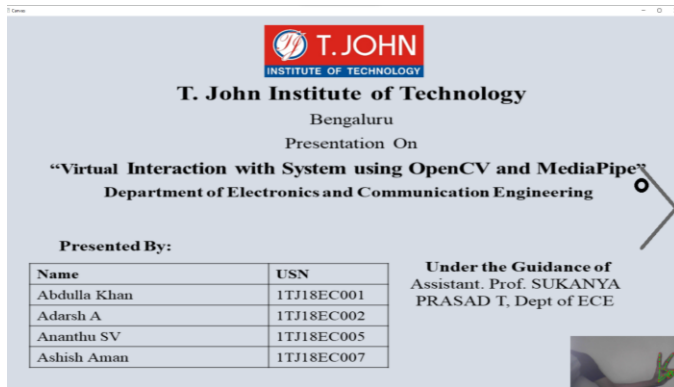 Canvas
T. JOHN
INSTITUTE OF TECHNOLOGY
T. John Institute of Technology
Bengaluru
Presentation On
“Virtual Interaction with System using OpenCV and MediaPipe”
Department of Electronics and Communication Engineering
Presented By:
Name USN
Abdulla Khan 1TJ18EC001
Adarsh A 1TJ18EC002
Ananthu SV 1TJ18EC005
Ashish Aman 1TJ18EC007
Under the Guidance of
Assistant. Prof. SUKANYA
PRASAD T, Dept of ECE